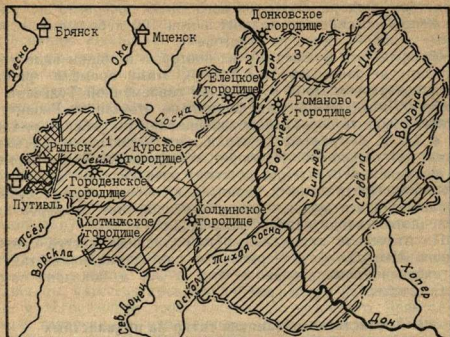 Донковское
городище
Брянск
Мценск
Десна
Ока
2
Дон
3
Цна
Елецкое
городище
Сосна
Романово
городище
Воронеж
Ворона
1
Рыльск
Сейм
Курское
городище
Битюг
Савала
Городенское
городище
Путивль
Хотмыжское
городище
Холкинское
городище
Псёл
Тихая Сосна
Ворскла
Хопер
Сев. Донец
Оскол
Дон